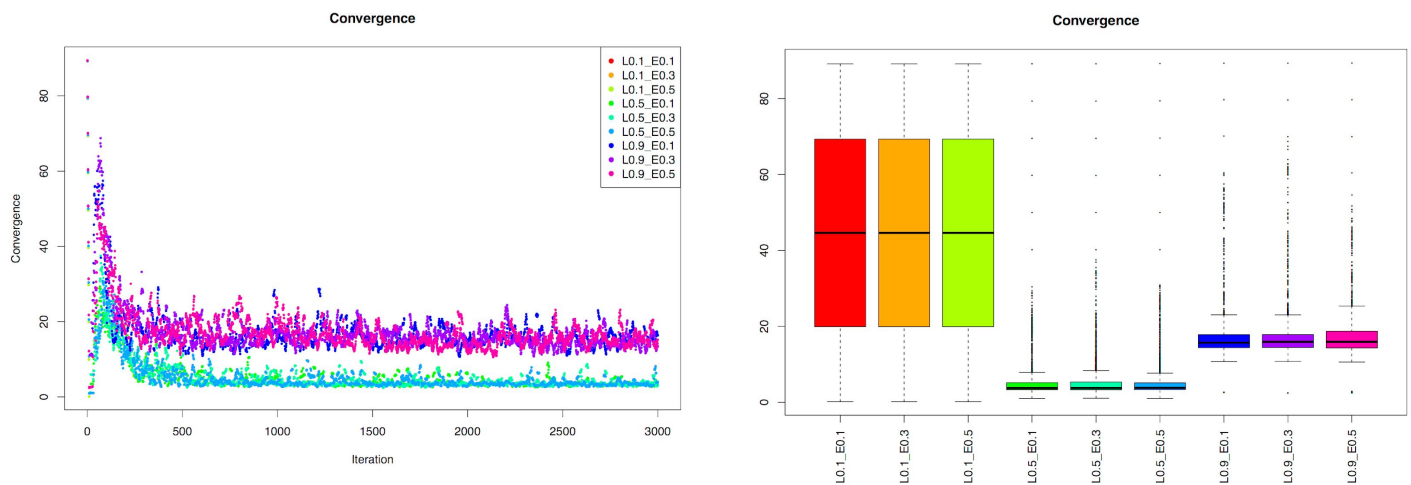 Convergence
Convergence
80
60
40
20
0
0
500
1000
1500
2000
2500
3000
Iteration
L0.1_E0.1
L0.1_E0.3
L0.1_E0.5
L0.5_E0.1
L0.5_E0.3
L0.5_E0.5
L0.9_E0.1
L0.9_E0.3
L0.9_E0.5
Convergence
80
60
40
20
0
L0.1_E0.1
L0.1_E0.3
L0.1_E0.5
L0.5_E0.1
L0.5_E0.3
L0.5_E0.5
L0.9_E0.1
L0.9_E0.3
L0.9_E0.5